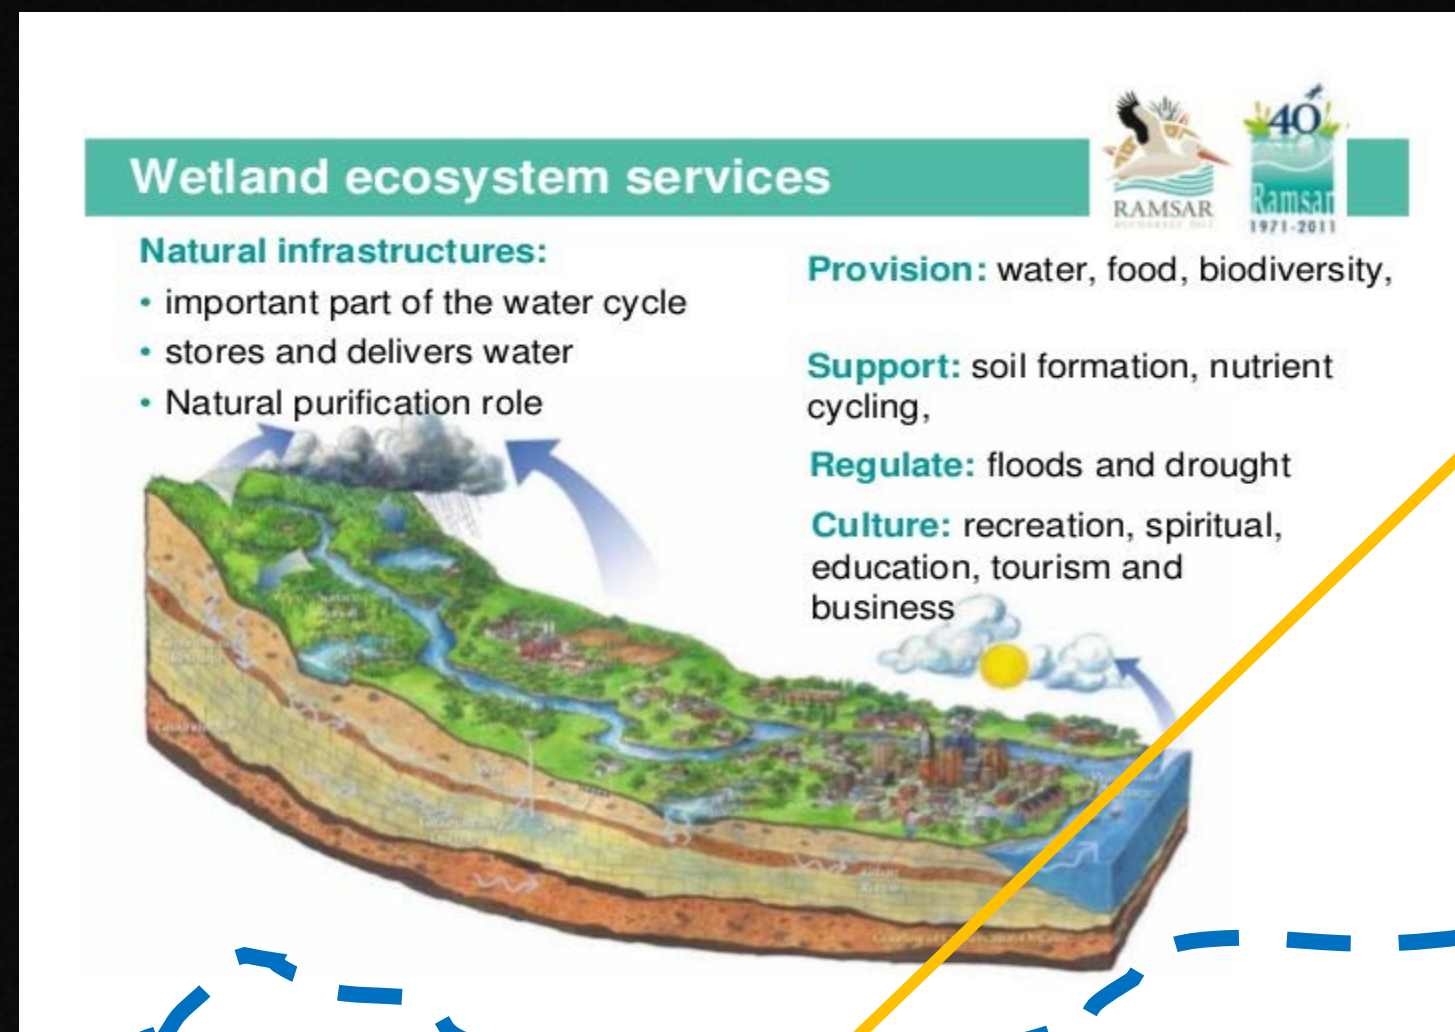 Wetland ecosystem services
40
RAMSAR
Ramsar
1971-2011
Natural infrastructures:
• important part of the water cycle
• stores and delivers water
• Natural purification role
Provision: water, food, biodiversity,
Support: soil formation, nutrient
cycling,
Regulate: floods and drought
Culture: recreation, spiritual,
education, tourism and
business